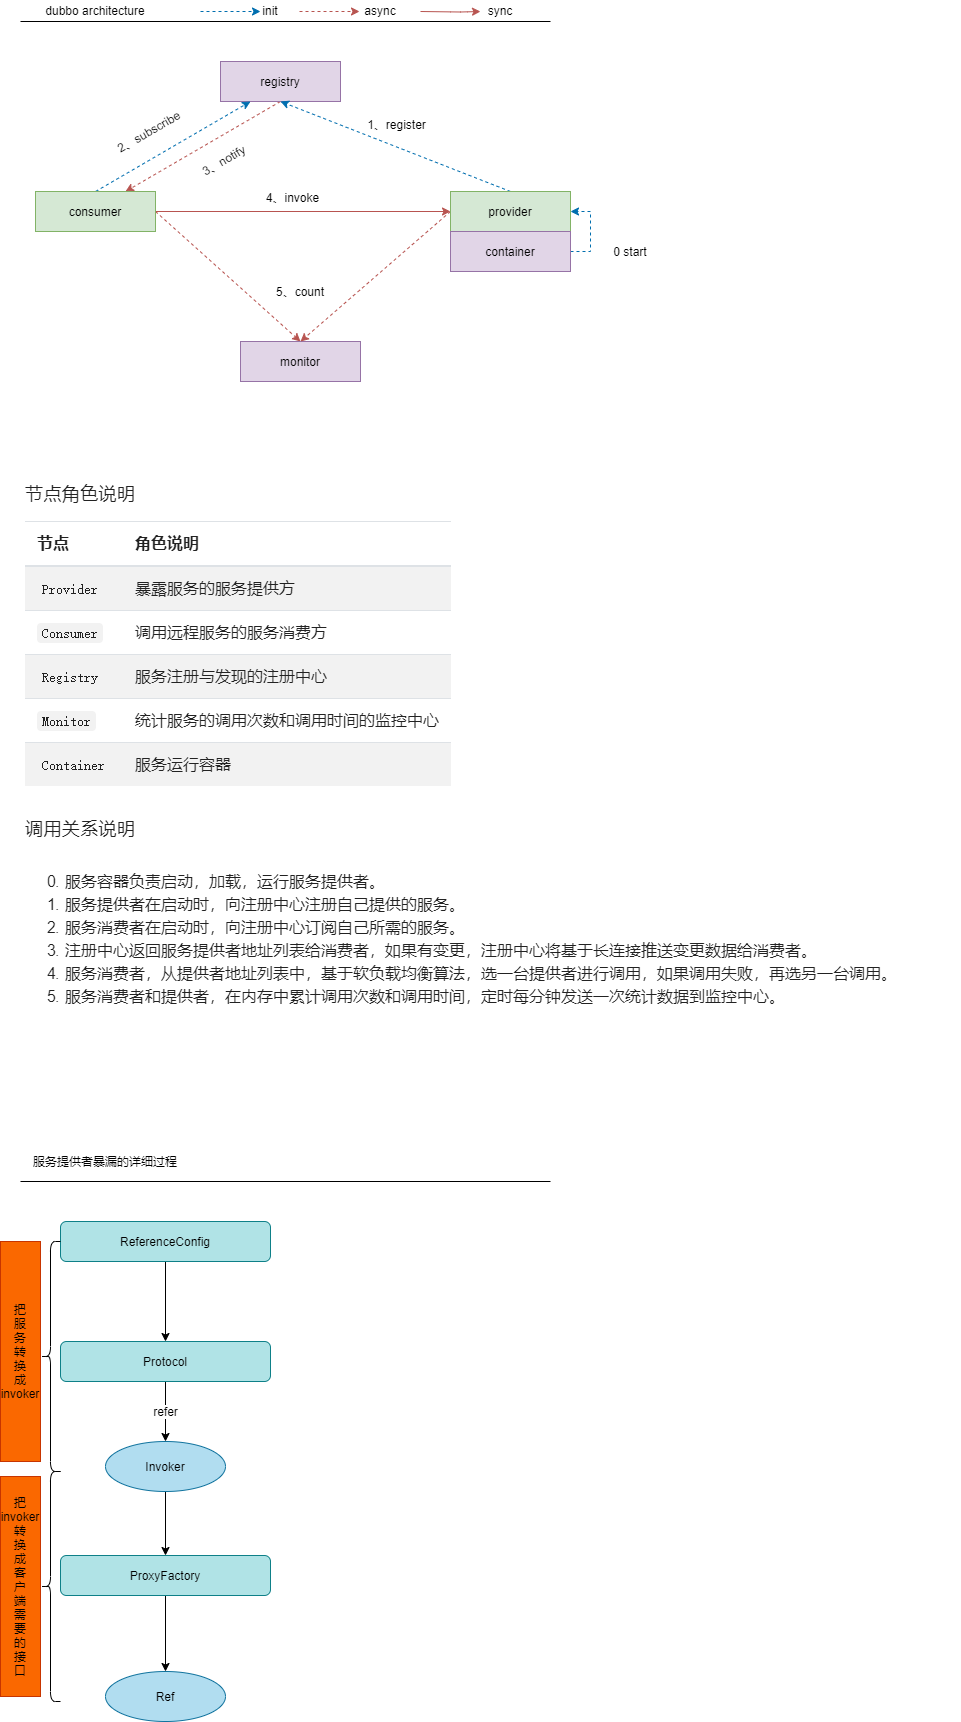 dubbo architecture
init
async
sync
registry
2、subscribe
1、register
3、notify
consumer
4、invoke
provider
container
0 start
5、count
monitor
节点角色说明
节点 角色说明
Provider 暴露服务的服务提供方
Consumer 调用远程服务的服务消费方
Registry 服务注册与发现的注册中心
Monitor 统计服务的调用次数和调用时间的监控中心
Container 服务运行容器
调用关系说明
0. 服务容器负责启动，加载，运行服务提供者。
1. 服务提供者在启动时，向注册中心注册自己提供的服务。
2. 服务消费者在启动时，向注册中心订阅自己所需的服务。
3. 注册中心返回服务提供者地址列表给消费者，如果有变更，注册中心将基于长连接推送变更数据给消费者。
4. 服务消费者，从提供者地址列表中，基于软负载均衡算法，选一台提供者进行调用，如果调用失败，再选另一台调用。
5. 服务消费者和提供者，在内存中累计调用次数和调用时间，定时每分钟发送一次统计数据到监控中心。
服务提供者暴漏的详细过程
ReferenceConfig
把
服
务
转
换
成
invoker
Protocol
refer
Invoker
把
invoker
转
换
成
客
户
端
需
要
的
接
口
ProxyFactory
Ref